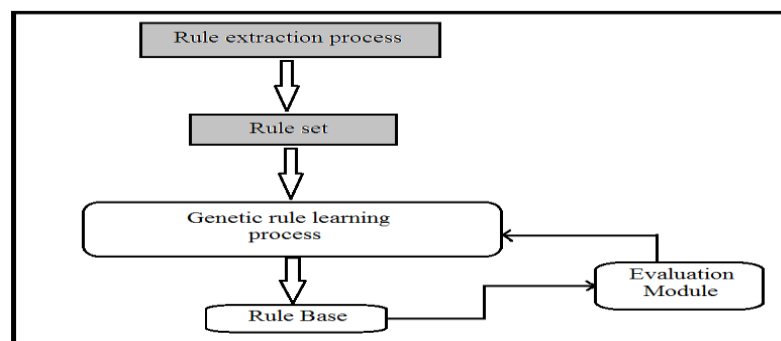 Rule extraction process
Rule set
Genetic rule learning
process
Evaluation
Module
Rule Base